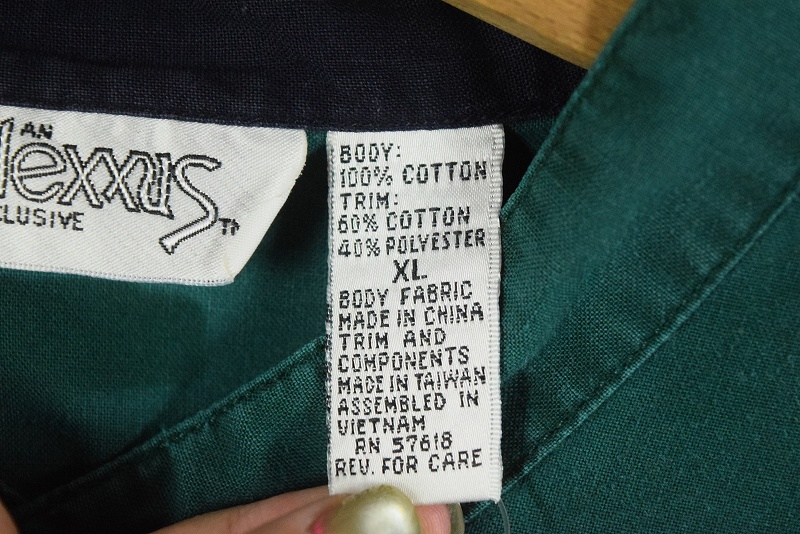 AN
lexxus TM
CLUSIVE
BODY:
100% COTTON
TRIM:
60% COTTON
40% POLYESTER
XL
BODY FABRIC
MADE IN CHINA
TRIM AND
COMPONENTS
MADE IN TAIWAN
ASSEMBLED IN
VIETNAM
RN 57618
REV. FOR CARE